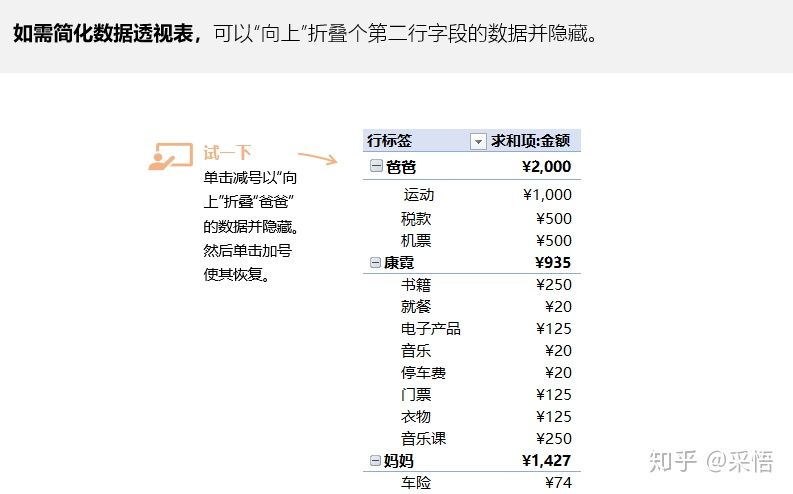 如需简化数据透视表，可以“向上”折叠个第二行字段的数据并隐藏。
试一下
单击减号以“向
上”折叠“爸爸”
的数据并隐藏。
然后单击加号
使其恢复。
行标签 求和项:金额
爸爸 ¥2,000
运动 ¥1,000
税款 ¥500
机票 ¥500
康霓 ¥935
书籍 ¥250
就餐 ¥20
电子产品 ¥125
音乐 ¥20
停车费 ¥20
门票 ¥125
衣物 ¥125
音乐课 ¥250
妈妈 ¥1,427
车险 ¥74
知乎 @采悟